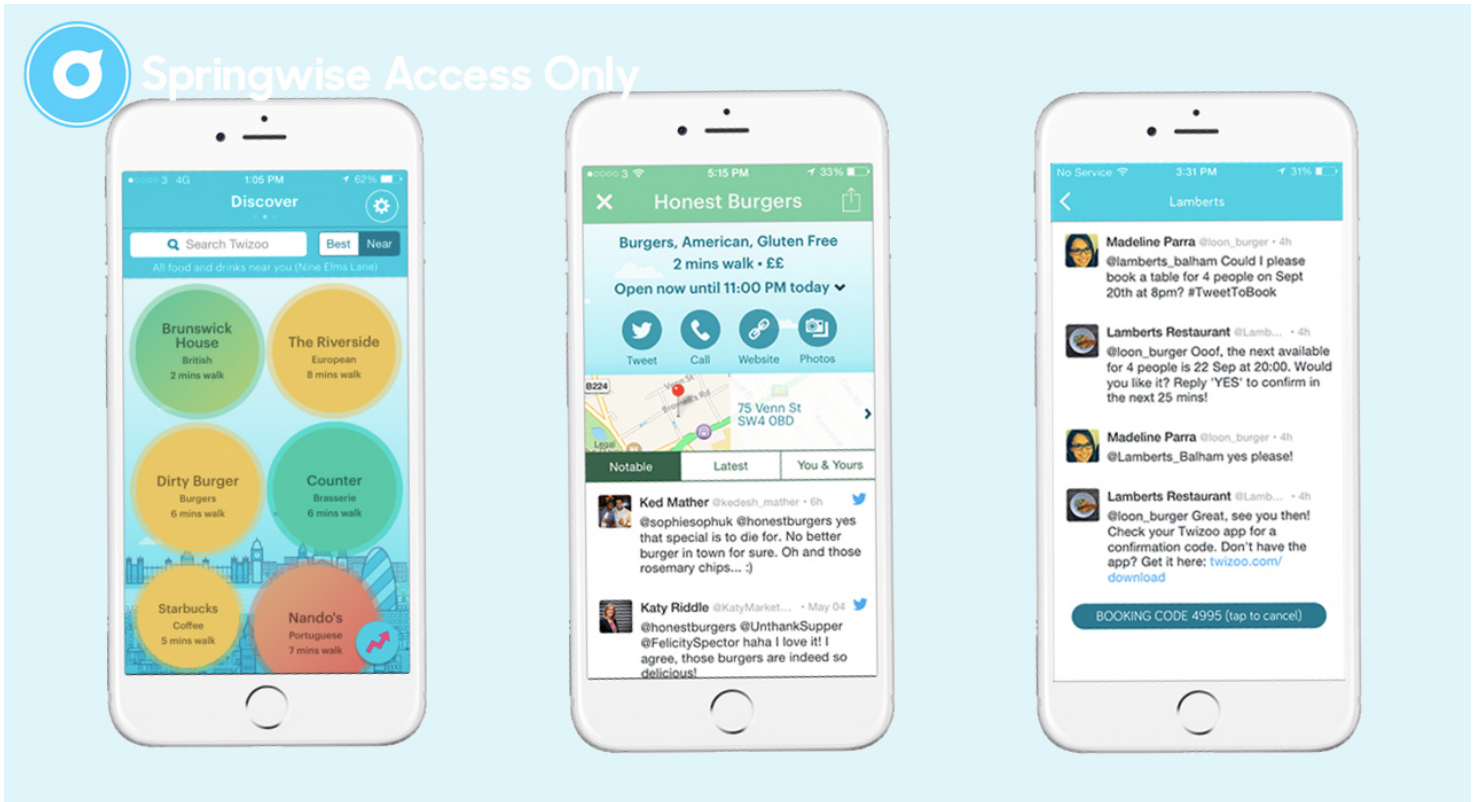 Springwise Access Only
3 4G 1:05 PM 62%
Discover
Search Twizoo Best Near
All food and drinks near you (Nine Elms Lane)
Brunswick
House
British
2 mins walk
The Riverside
European
8 mins walk
Dirty Burger
Burgers
6 mins walk
Counter
Brasserie
6 mins walk
Starbucks
Coffee
5 mins walk
Nando's
Portuguese
7 mins walk
3 5:15 PM 33%
Honest Burgers
Burgers, American, Gluten Free
2 mins walk • ££
Open now until 11:00 PM today
Tweet Call Website Photos
B224
Venn St
Bromell's Rd
Legal
75 Venn St
SW4 0BD
Notable Latest You & Yours
Ked Mather @kedesh_mather • 6h
@sophiesophuk @honestburgers yes
that special is to die for. No better
burger in town for sure. Oh and those
rosemary chips... :)
Katy Riddle @KatyMarket... • May 04
@honestburgers @UnthankSupper
@FelicitySpector haha I love it! I
agree, those burgers are indeed so
delicious!
No Service 3:31 PM 31%
Lamberts
Madeline Parra @loon_burger • 4h
@lamberts_balham Could I please
book a table for 4 people on Sept
20th at 8pm? #TweetToBook
Lamberts Restaurant @Lamb... • 4h
@loon_burger Ooof, the next available
for 4 people is 22 Sep at 20:00. Would
you like it? Reply 'YES' to confirm in
the next 25 mins!
Madeline Parra @loon_burger • 4h
@Lamberts_Balham yes please!
Lamberts Restaurant @Lamb... • 4h
@loon_burger Great, see you then!
Check your Twizoo app for a
confirmation code. Don't have the
app? Get it here: twizoo.com/
download
BOOKING CODE 4995 (tap to cancel)